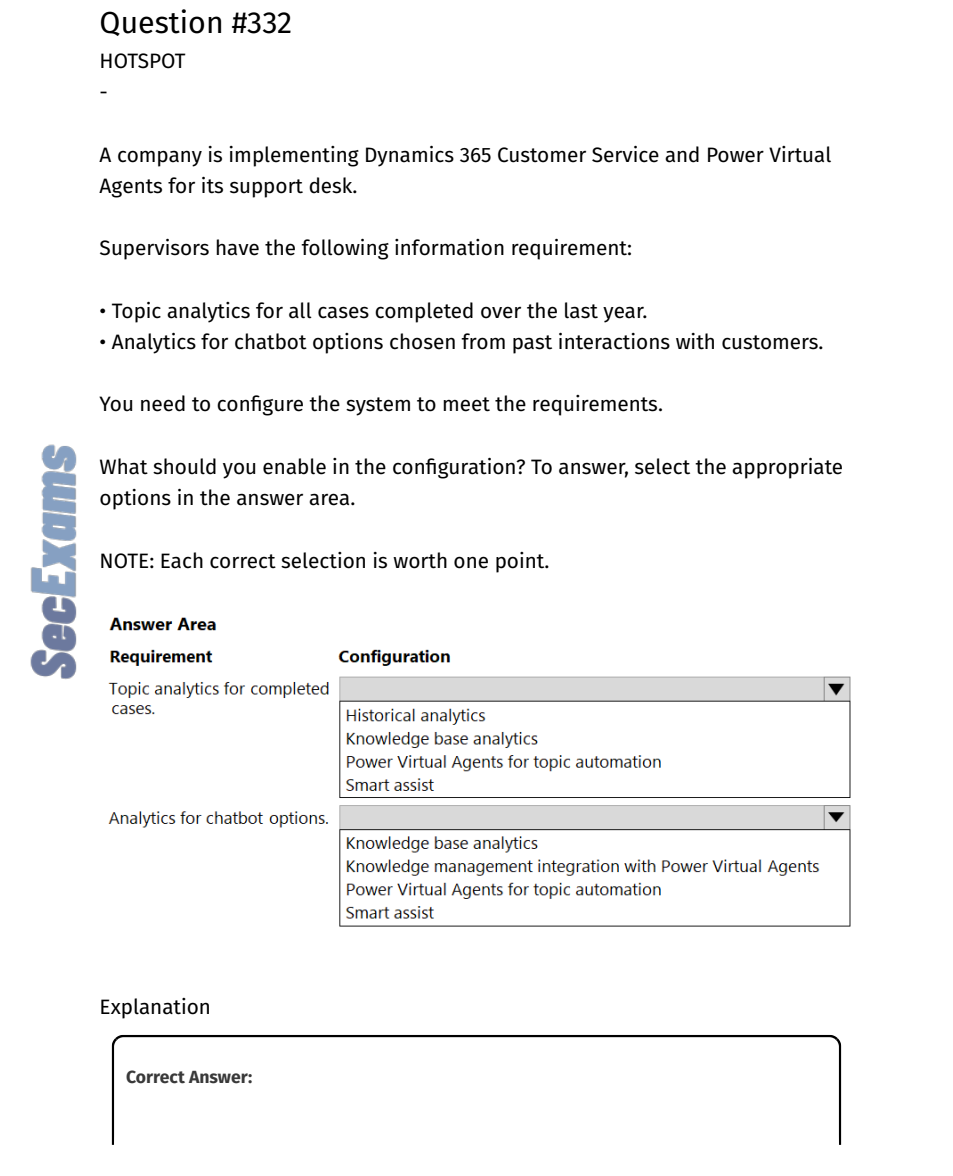 Question #332
HOTSPOT
-
A company is implementing Dynamics 365 Customer Service and Power Virtual
Agents for its support desk.
Supervisors have the following information requirement:
• Topic analytics for all cases completed over the last year.
• Analytics for chatbot options chosen from past interactions with customers.
You need to configure the system to meet the requirements.
What should you enable in the configuration? To answer, select the appropriate
options in the answer area.
NOTE: Each correct selection is worth one point.
SecExams
Answer Area
Requirement Configuration
Topic analytics for completed
cases.
Historical analytics
Knowledge base analytics
Power Virtual Agents for topic automation
Smart assist
Analytics for chatbot options.
Knowledge base analytics
Knowledge management integration with Power Virtual Agents
Power Virtual Agents for topic automation
Smart assist
Explanation
Correct Answer: